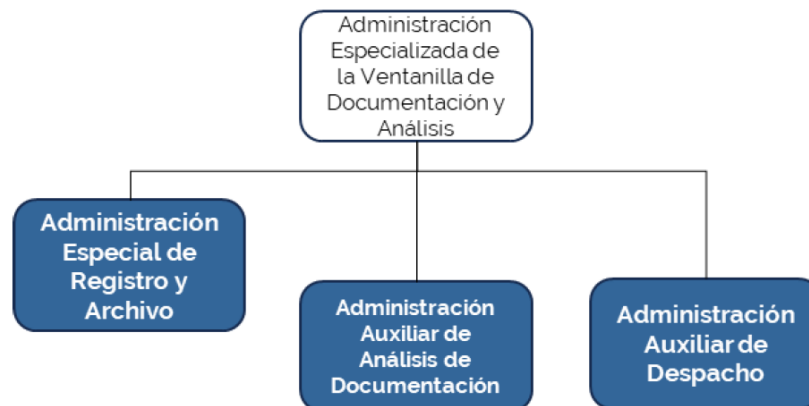 Administración
Especializada de
la Ventanilla de
Documentación y
Análisis
Administración
Especial de
Registro y
Archivo
Administración
Auxiliar de
Análisis de
Documentación
Administración
Auxiliar de
Despacho